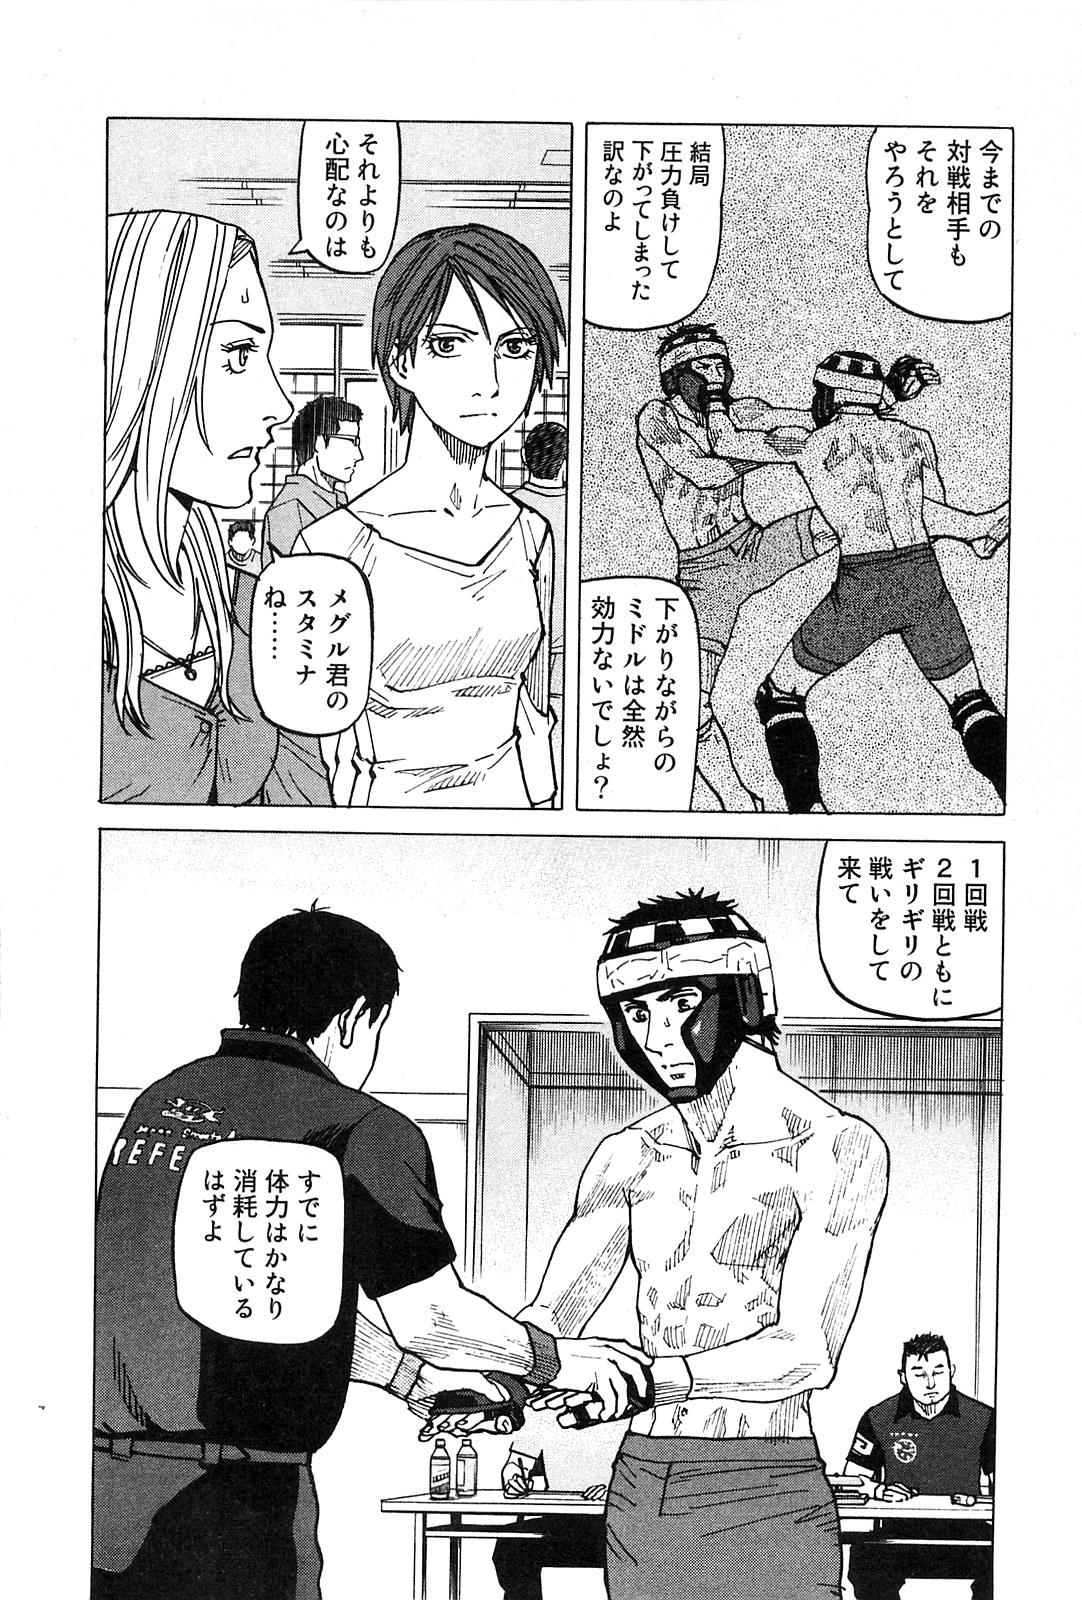 今までの
対戦相手も
それを
やろうとして
結局
圧力負けして
下がってしまった
訳なのよ
下がりながらの
ミドルは全然
効力ないでしょ？
それよりも
心配なのは
メグル君の
スタミナ
ね……
1回戦
2回戦ともに
ギリギリの
戦いをして
来て
REFE
すでに
体力はかなり
消耗している
はずよ